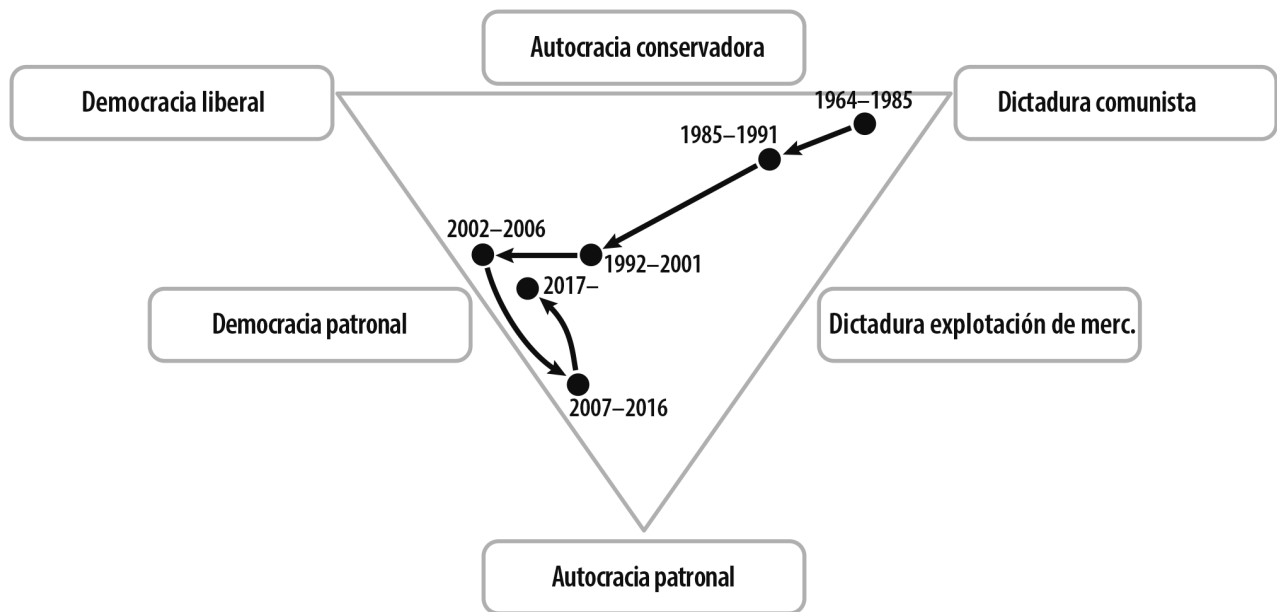 Autocracia conservadora
Democracia liberal
Dictadura comunista
1964–1985
1985–1991
2002–2006
1992–2001
2017–
Democracia patronal
Dictadura explotación de merc.
2007–2016
Autocracia patronal